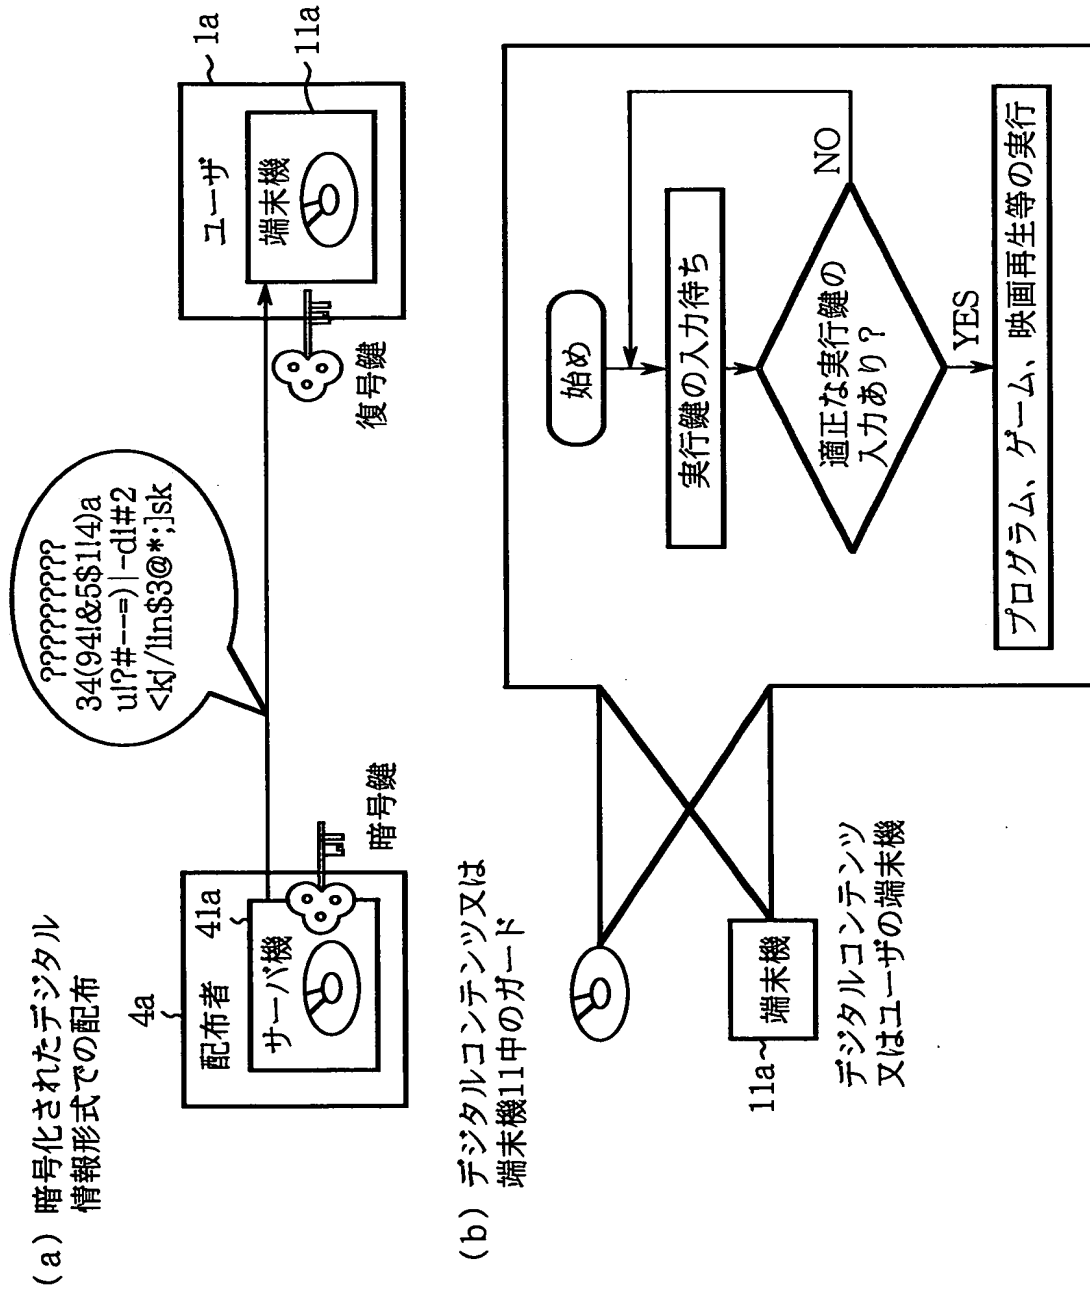 (a) 暗号化されたデジタル
情報形式での配布
4a
配布者
41a
サーバ機
暗号鍵
?????????
34(94!&5$1!4)a
u!?#--=)|-d!#2
<kj/lin$3@*;]sk
ユーザ
1a
端末機
11a
復号鍵
(b) デジタルコンテンツ又は
端末機11中のガード
端末機
11a
デジタルコンテンツ
又はユーザの端末機
始め
実行鍵の入力待ち
適正な実行鍵の
入力あり？
NO
YES
プログラム、ゲーム、映画再生等の実行